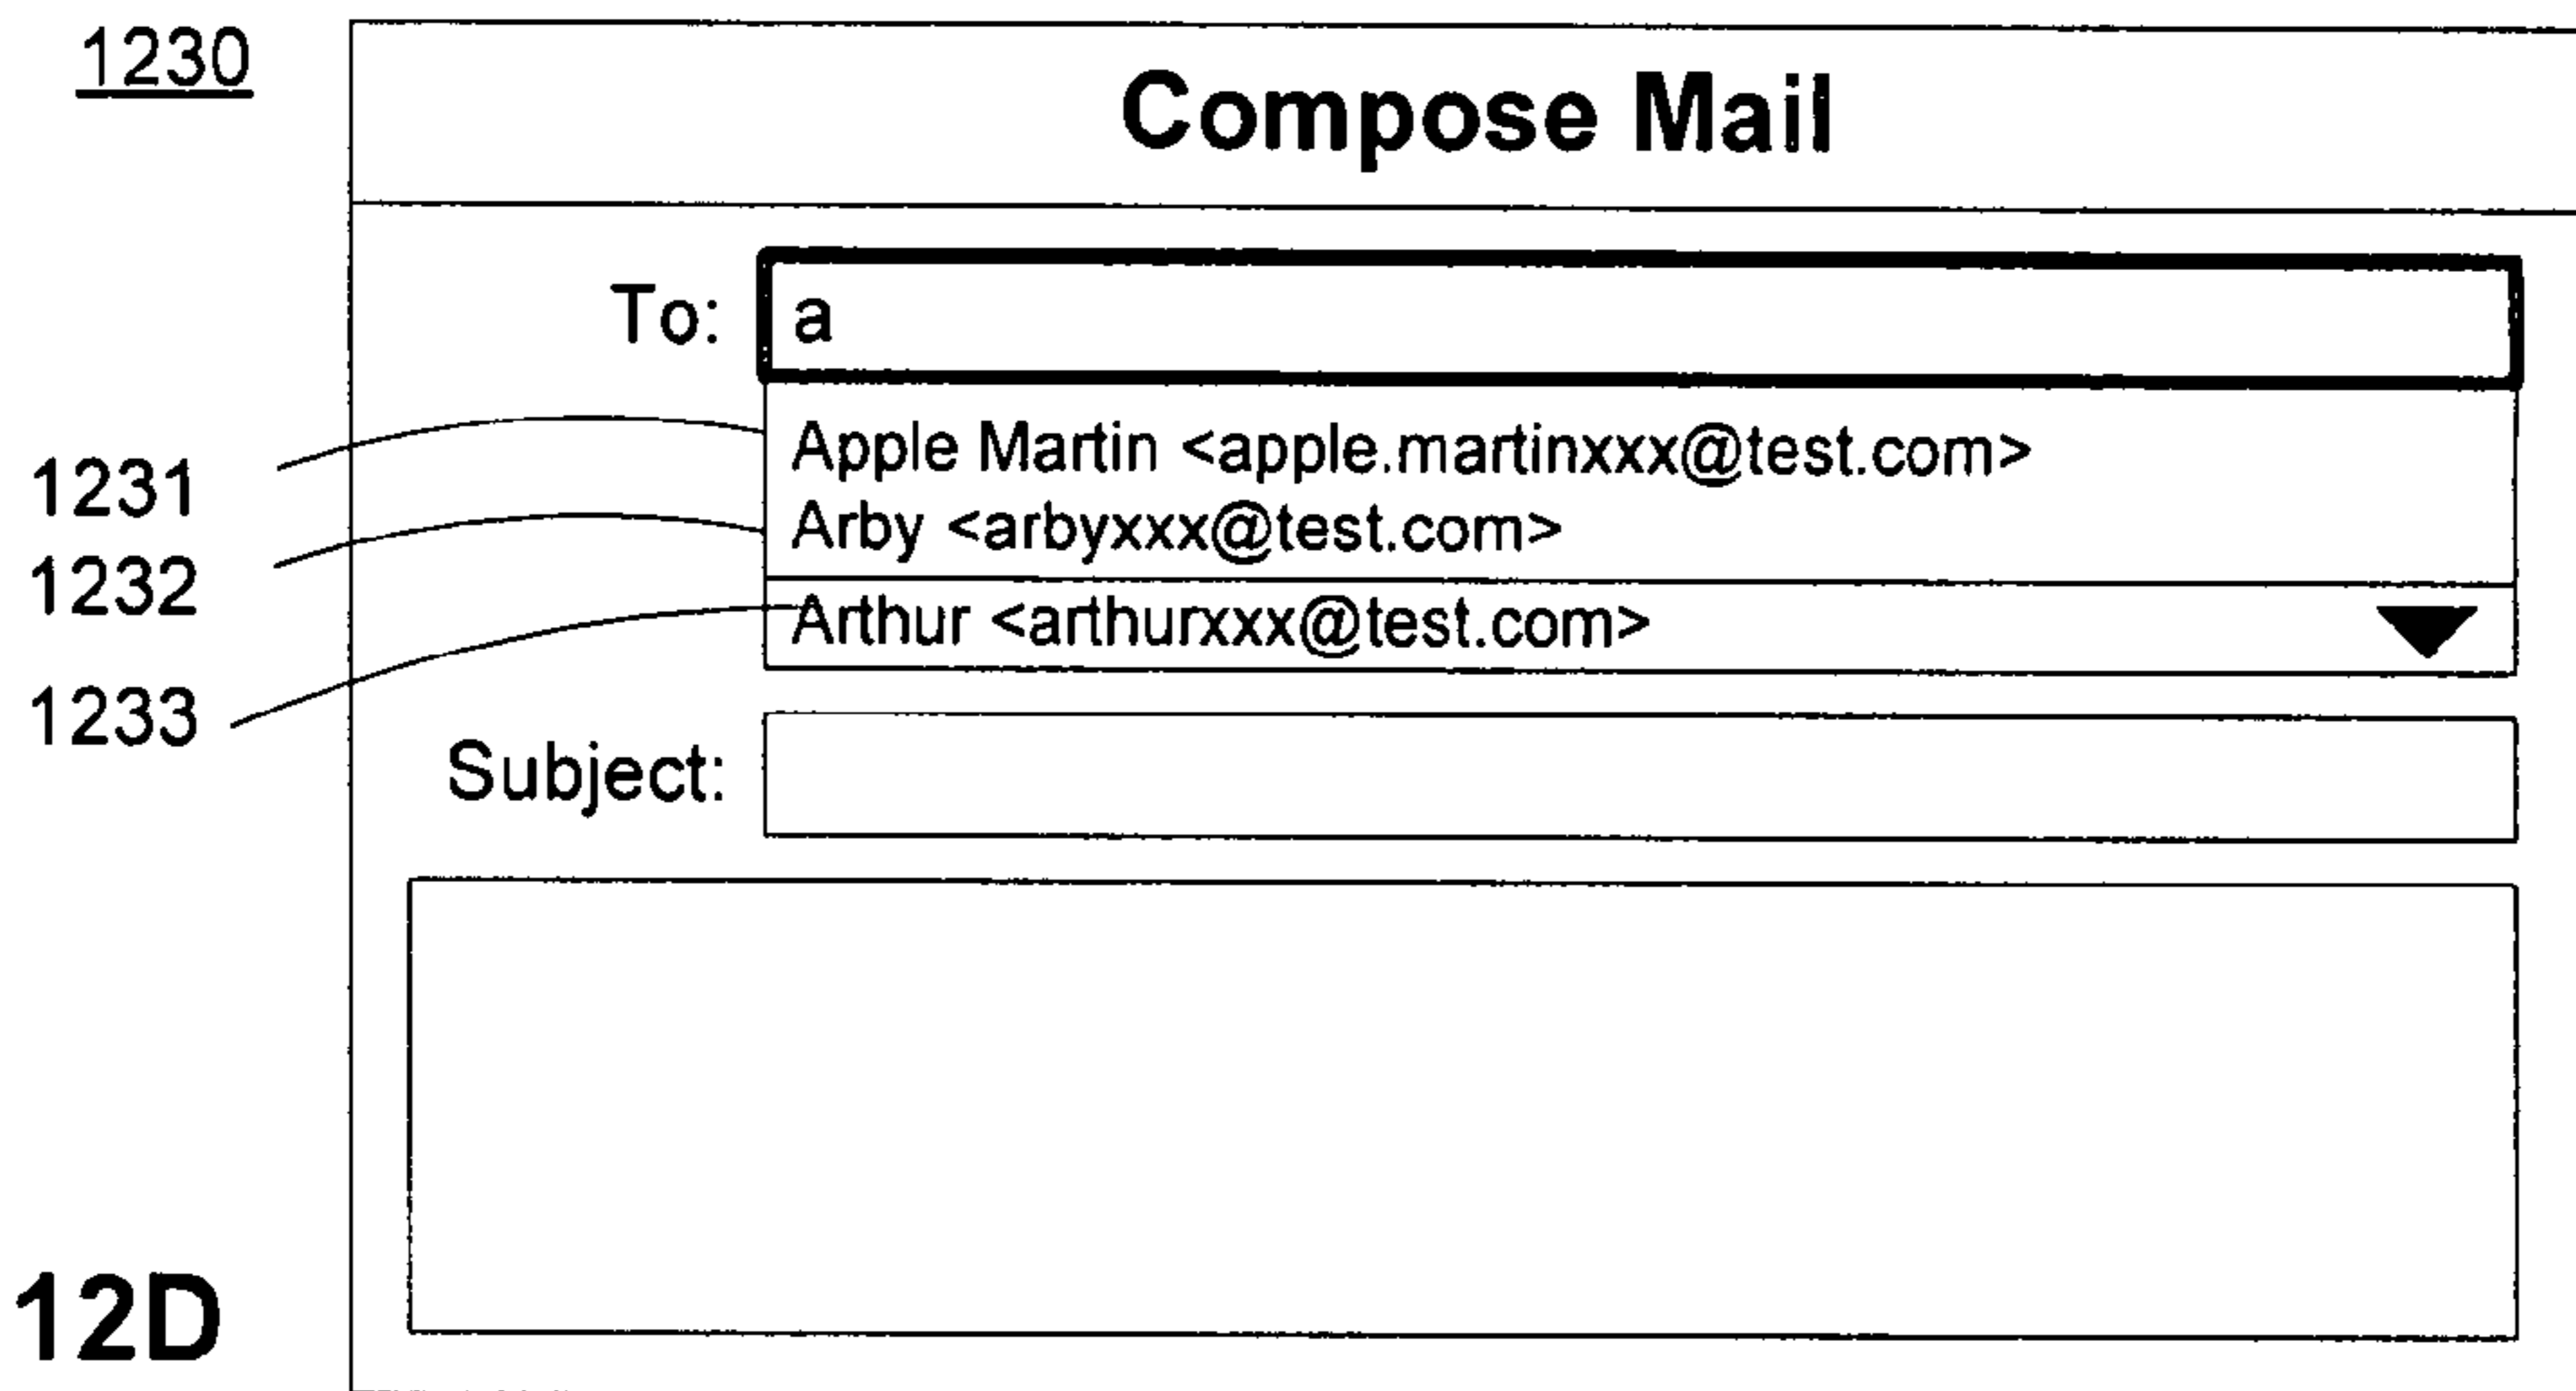 1230
Compose Mail
To: a
1231 Apple Martin <apple.martinxxx@test.com>
1232 Arby <arbyxxx@test.com>
1233 Arthur <arthurxxx@test.com>
Subject:
12D